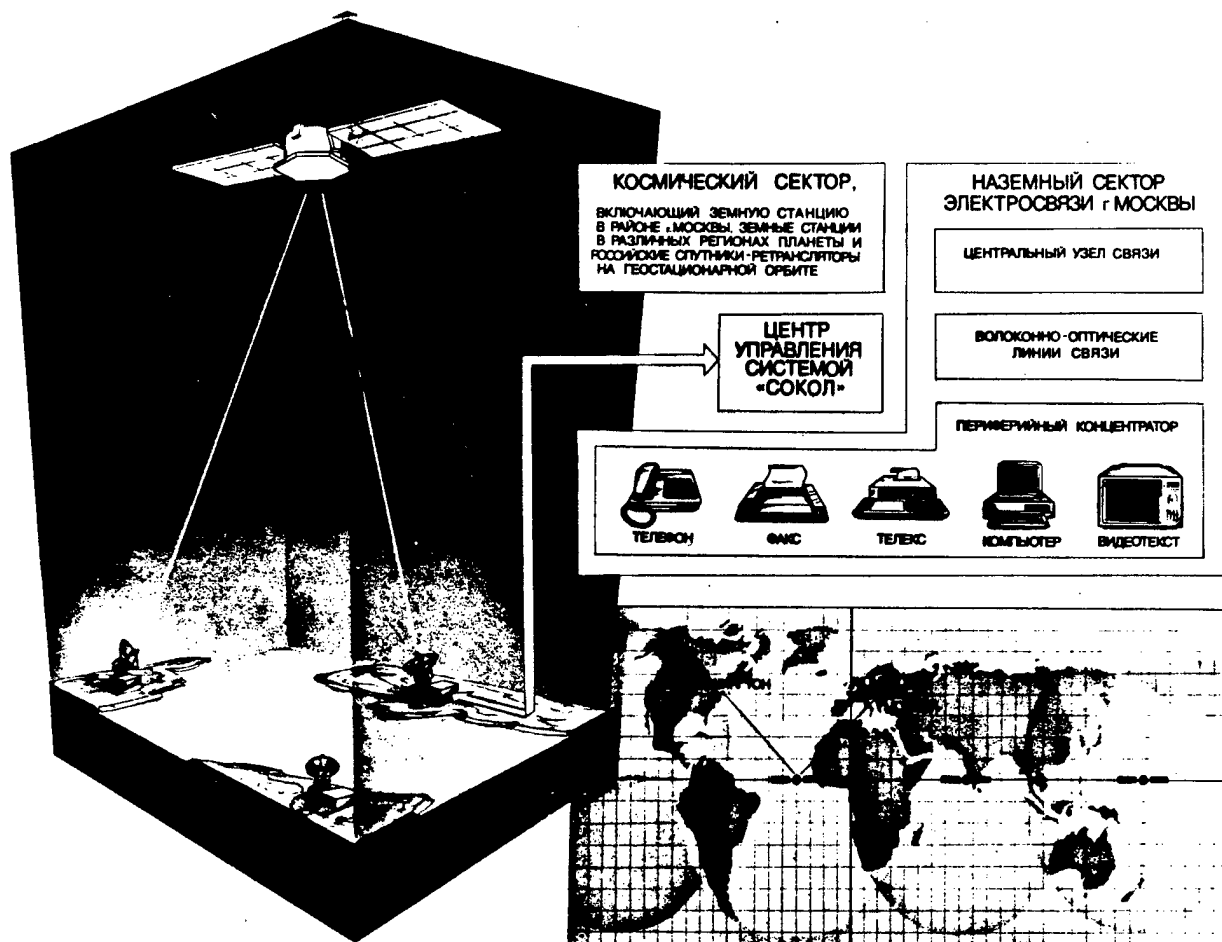 КОСМИЧЕСКИЙ СЕКТОР,
ВКЛЮЧАЮЩИЙ ЗЕМНУЮ СТАНЦИЮ
В РАЙОНЕ г.МОСКВЫ, ЗЕМНЫЕ СТАНЦИИ
В РАЗЛИЧНЫХ РЕГИОНАХ ПЛАНЕТЫ И
РОССИЙСКИЕ СПУТНИКИ-РЕТРАНСЛЯТОРЫ
НА ГЕОСТАЦИОНАРНОЙ ОРБИТЕ
ЦЕНТР
УПРАВЛЕНИЯ
СИСТЕМОЙ
«СОКОЛ»
НАЗЕМНЫЙ СЕКТОР
ЭЛЕКТРОСВЯЗИ г МОСКВЫ
ЦЕНТРАЛЬНЫЙ УЗЕЛ СВЯЗИ
ВОЛОКОННО-ОПТИЧЕСКИЕ
ЛИНИИ СВЯЗИ
ПЕРИФЕРИЙНЫЙ КОНЦЕНТРАТОР
ТЕЛЕФОН
ФАКС
ТЕЛЕКС
КОМПЬЮТЕР
ВИДЕОТЕКСТ